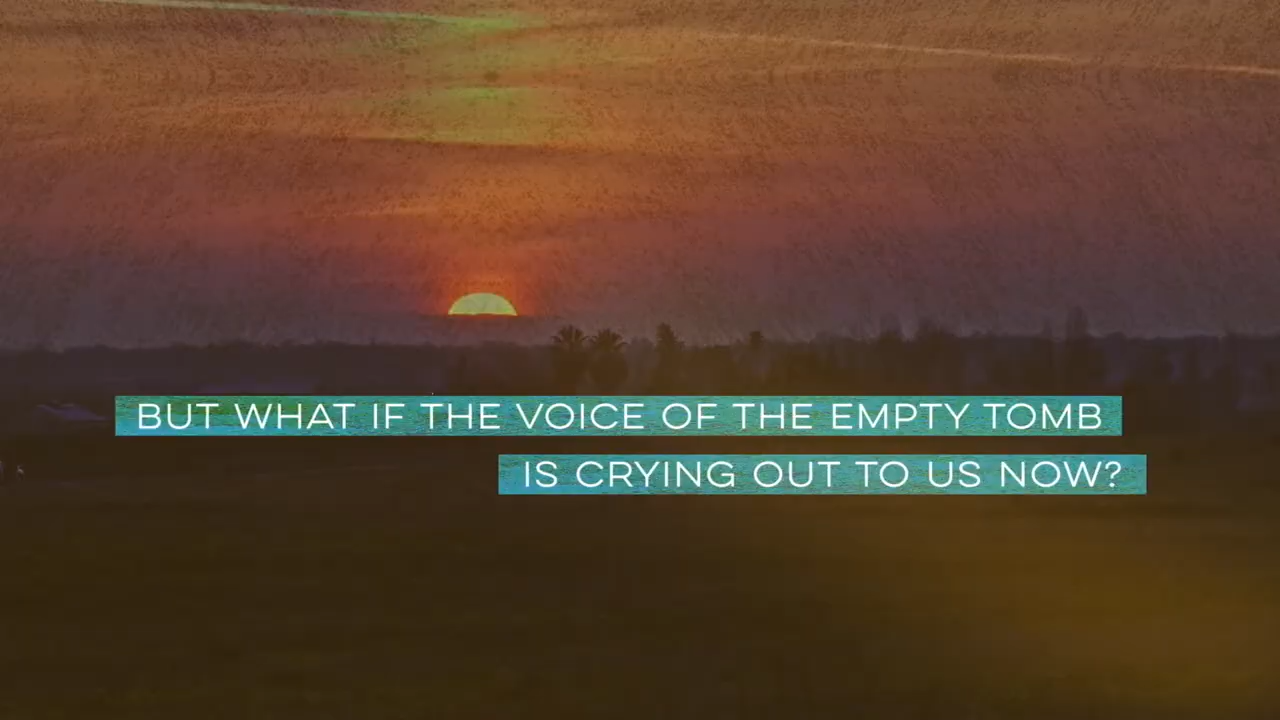 BUT WHAT IF THE VOICE OF THE EMPTY TOMB
IS CRYING OUT TO US NOW?